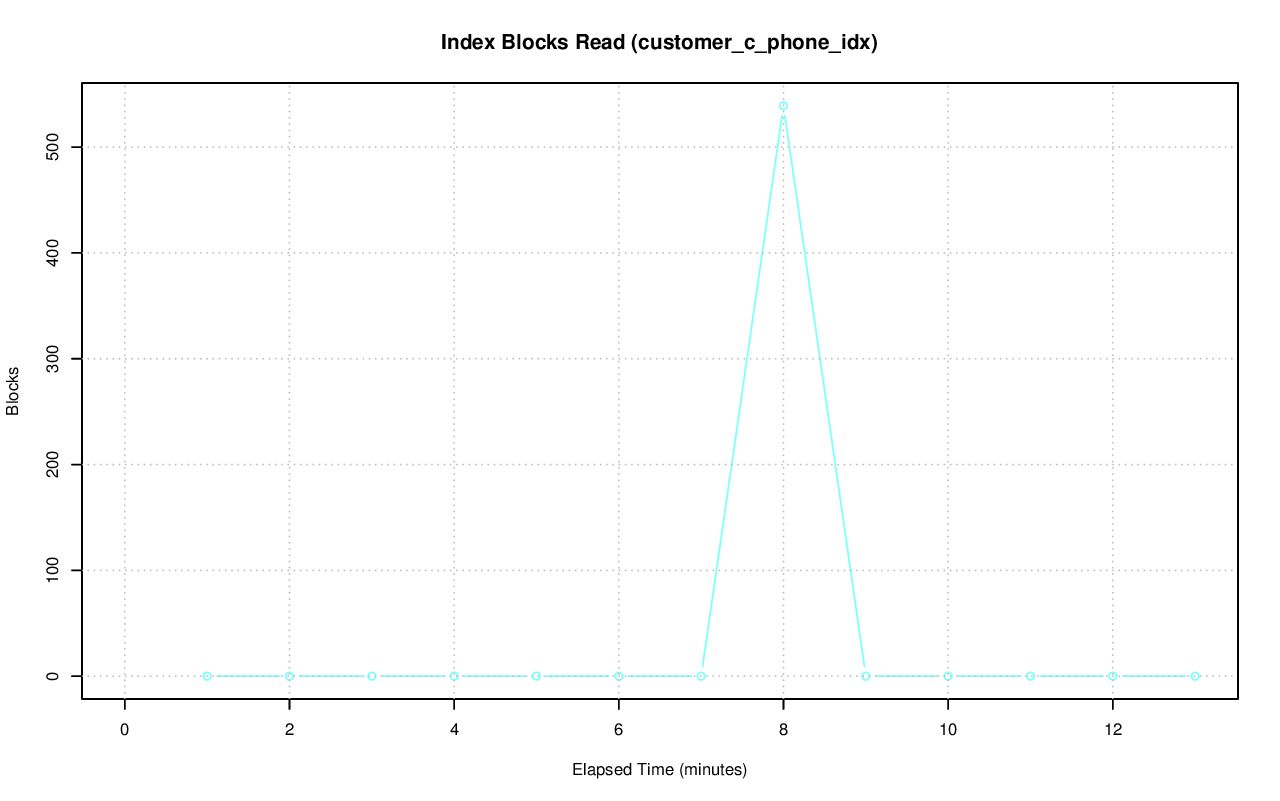 Index Blocks Read (customer_c_phone_idx)
Blocks
500
400
300
200
100
0
0 2 4 6 8 10 12
Elapsed Time (minutes)